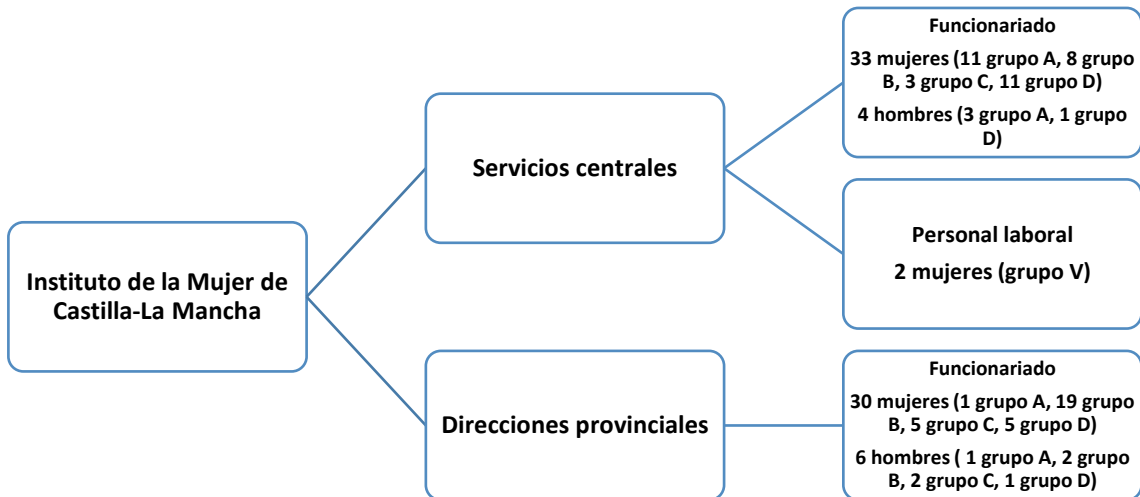 Funcionariado
33 mujeres (11 grupo A, 8 grupo
B, 3 grupo C, 11 grupo D)
4 hombres (3 grupo A, 1 grupo
D)
Servicios centrales
Personal laboral
2 mujeres (grupo V)
Instituto de la Mujer de
Castilla-La Mancha
Direcciones provinciales
Funcionariado
30 mujeres (1 grupo A, 19 grupo
B, 5 grupo C, 5 grupo D)
6 hombres ( 1 grupo A, 2 grupo
B, 2 grupo C, 1 grupo D)